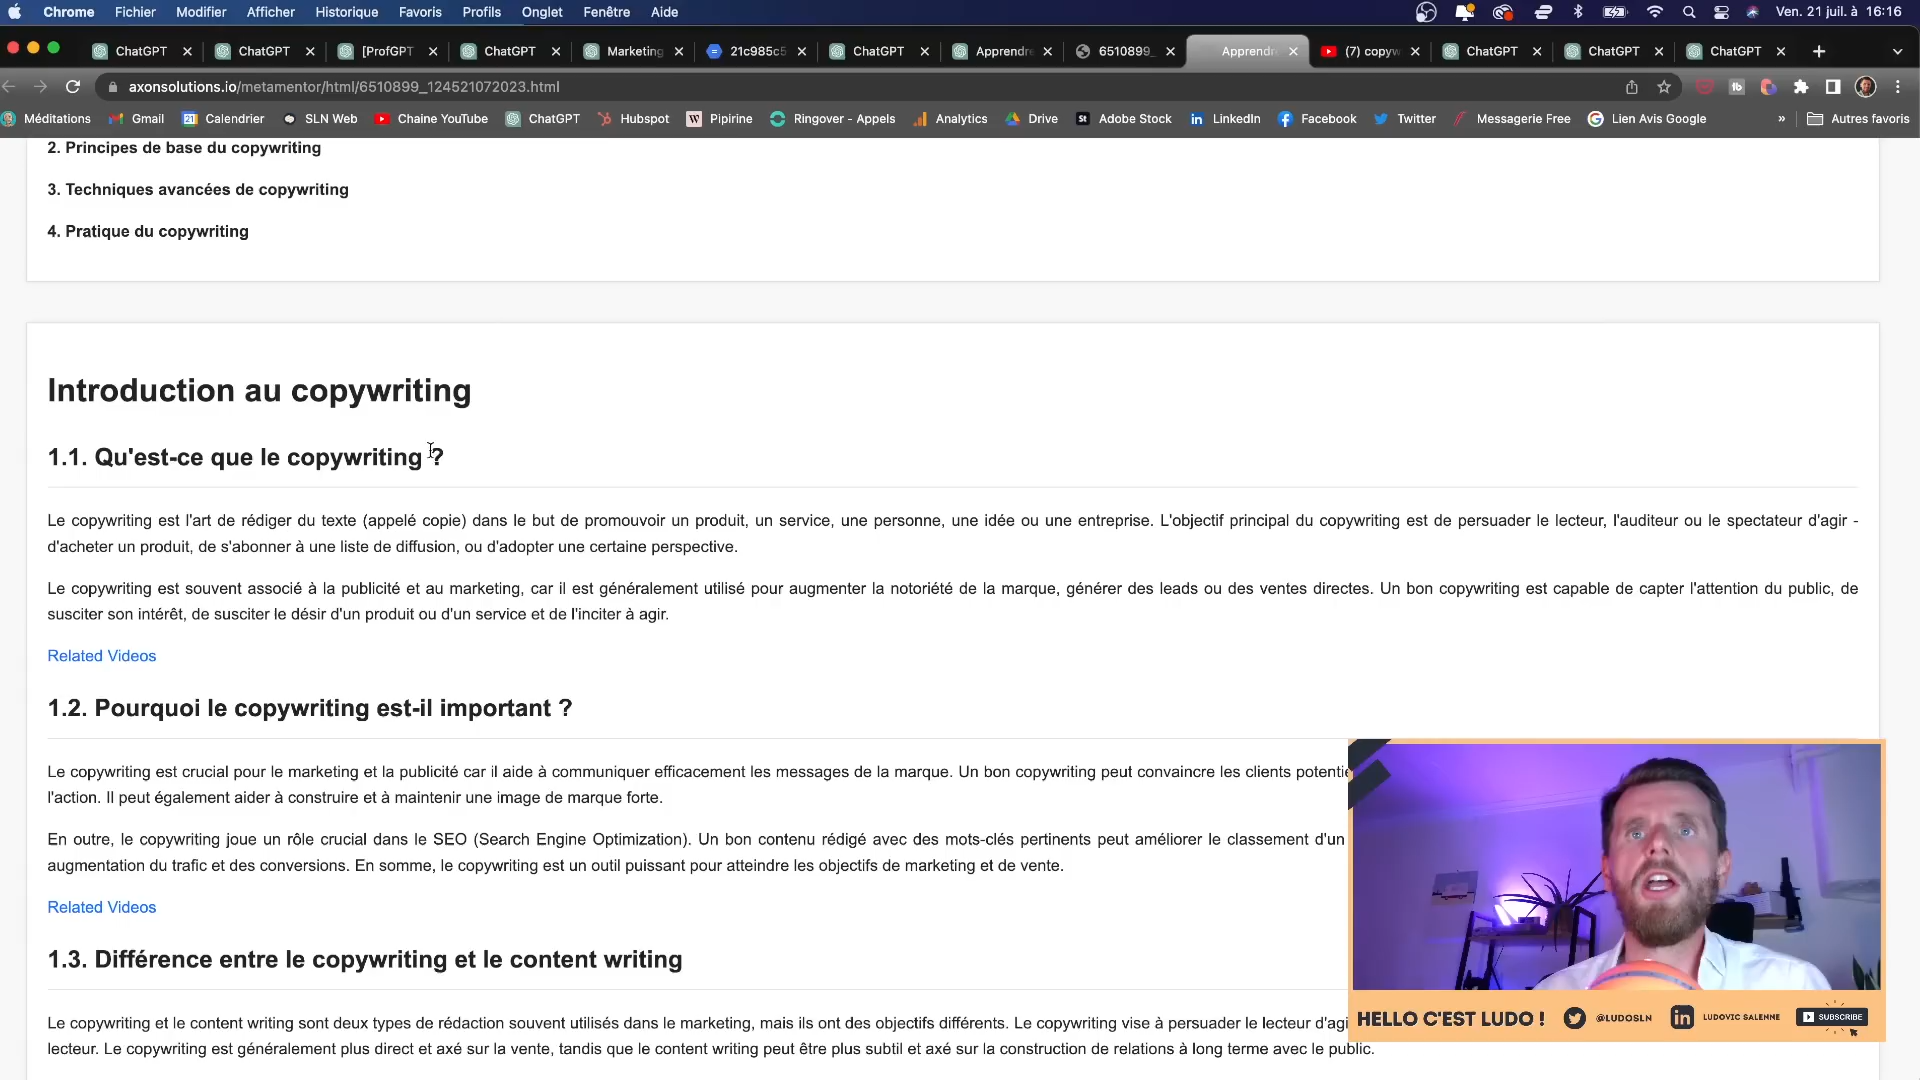 Chrome Fichier Modifier Afficher Historique Favoris Profils Onglet Fenêtre Aide Ven. 21 juil. à 16:16
ChatGPT ChatGPT [ProfGPT ChatGPT Marketing 21c985c5 ChatGPT Apprendre 6510899_ Apprendre (7) copyw ChatGPT ChatGPT ChatGPT
axonsolutions.io/metamentor/html/6510899_124521072023.html
Méditations Gmail Calendrier SLN Web Chaine YouTube ChatGPT Hubspot Pipirine Ringover - Appels Analytics Drive Adobe Stock LinkedIn Facebook Twitter Messagerie Free Lien Avis Google » Autres favoris
2. Principes de base du copywriting
3. Techniques avancées de copywriting
4. Pratique du copywriting
Introduction au copywriting
1.1. Qu'est-ce que le copywriting ?
Le copywriting est l'art de rédiger du texte (appelé copie) dans le but de promouvoir un produit, un service, une personne, une idée ou une entreprise. L'objectif principal du copywriting est de persuader le lecteur, l'auditeur ou le spectateur d'agir -
d'acheter un produit, de s'abonner à une liste de diffusion, ou d'adopter une certaine perspective.
Le copywriting est souvent associé à la publicité et au marketing, car il est généralement utilisé pour augmenter la notoriété de la marque, générer des leads ou des ventes directes. Un bon copywriting est capable de capter l'attention du public, de
susciter son intérêt, de susciter le désir d'un produit ou d'un service et de l'inciter à agir.
Related Videos
1.2. Pourquoi le copywriting est-il important ?
Le copywriting est crucial pour le marketing et la publicité car il aide à communiquer efficacement les messages de la marque. Un bon copywriting peut convaincre les clients potentie
l'action. Il peut également aider à construire et à maintenir une image de marque forte.
En outre, le copywriting joue un rôle crucial dans le SEO (Search Engine Optimization). Un bon contenu rédigé avec des mots-clés pertinents peut améliorer le classement d'un
augmentation du trafic et des conversions. En somme, le copywriting est un outil puissant pour atteindre les objectifs de marketing et de vente.
Related Videos
1.3. Différence entre le copywriting et le content writing
Le copywriting et le content writing sont deux types de rédaction souvent utilisés dans le marketing, mais ils ont des objectifs différents. Le copywriting vise à persuader le lecteur d'agi
lecteur. Le copywriting est généralement plus direct et axé sur la vente, tandis que le content writing peut être plus subtil et axé sur la construction de relations à long terme avec le public.
HELLO C'EST LUDO ! @LUDOSLN LUDOVIC SALENNE SUBSCRIBE